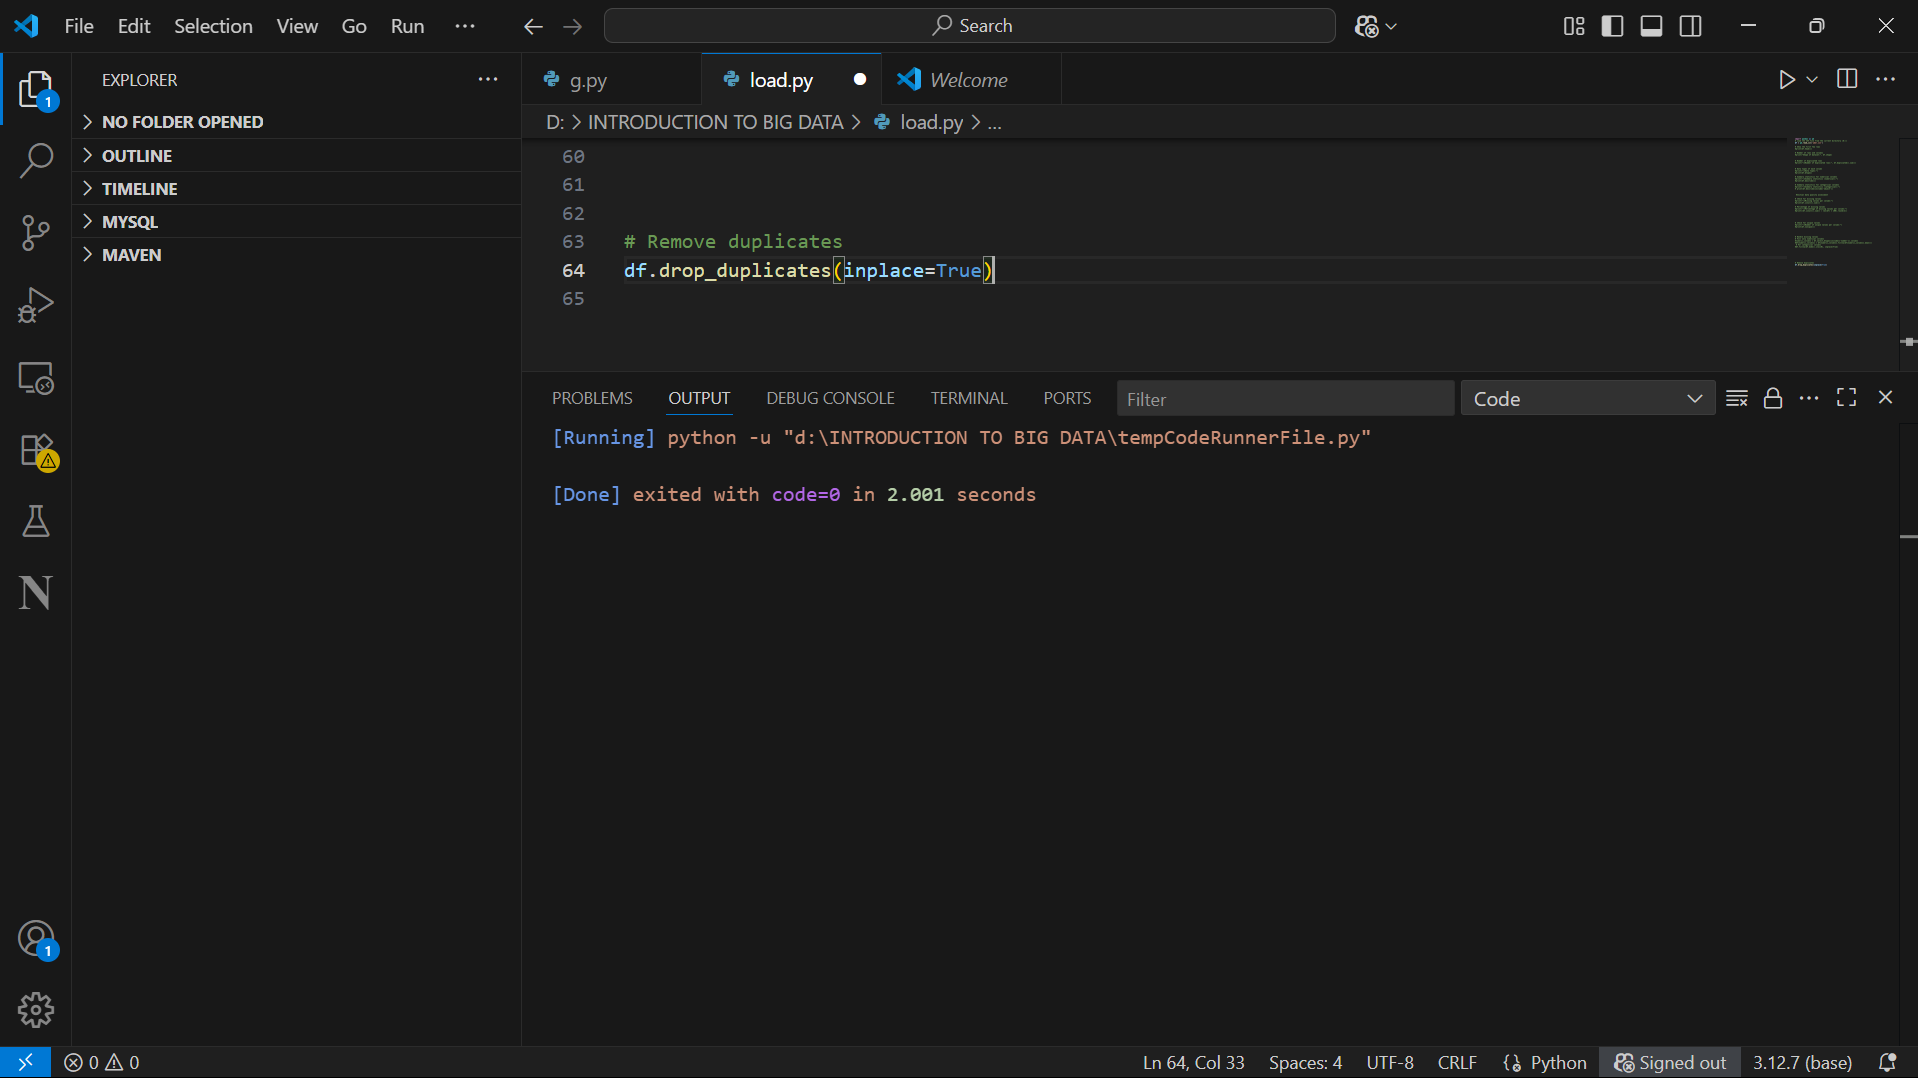 File Edit Selection View Go Run ··· Search
EXPLORER ···
1
NO FOLDER OPENED
OUTLINE
TIMELINE
MYSQL
MAVEN
N
1
g.py load.py Welcome
D: > INTRODUCTION TO BIG DATA > load.py > ...
60
61
62
63 # Remove duplicates
64 df.drop_duplicates(inplace=True)
65
PROBLEMS OUTPUT DEBUG CONSOLE TERMINAL PORTS Filter Code
[Running] python -u "d:\INTRODUCTION TO BIG DATA\tempCodeRunnerFile.py"
[Done] exited with code=0 in 2.001 seconds
0 0 Ln 64, Col 33 Spaces: 4 UTF-8 CRLF Python Signed out 3.12.7 (base)